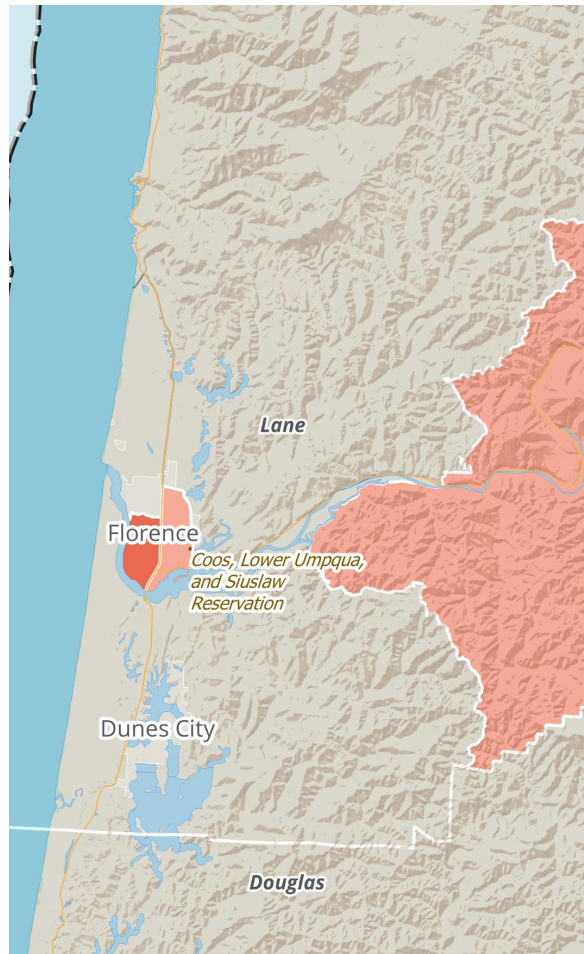 Lane
Florence
Coos, Lower Umpqua,
and Siuslaw
Reservation
Dunes City
Douglas